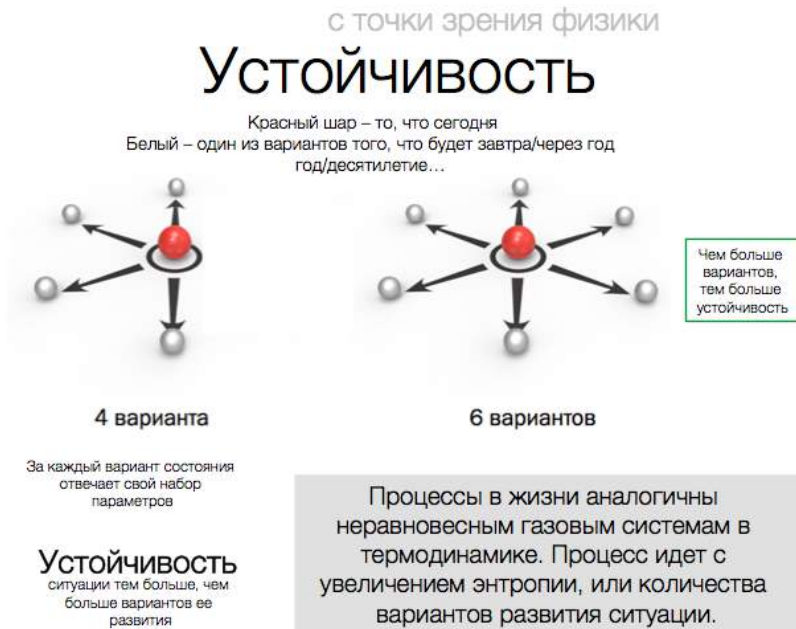 с точки зрения физики
Устойчивость
Красный шар – то, что сегодня
Белый – один из вариантов того, что будет завтра/через год
год/десятилетие...
Чем больше
вариантов,
тем больше
устойчивость
4 варианта
6 вариантов
За каждый вариант состояния
отвечает свой набор
параметров
Устойчивость
ситуации тем больше, чем
больше вариантов ее
развития
Процессы в жизни аналогичны
неравновесным газовым системам в
термодинамике. Процесс идет с
увеличением энтропии, или количества
вариантов развития ситуации.